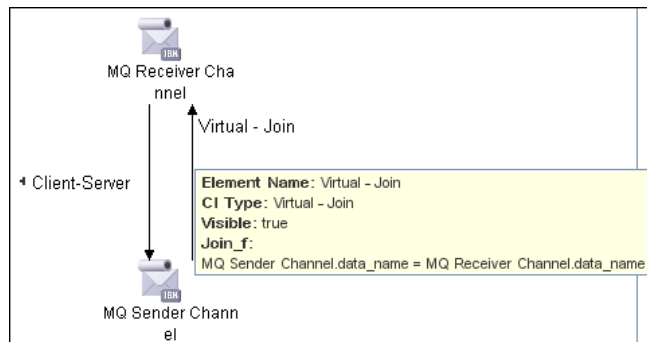 IBM
MQ Receiver Cha
nnel
Virtual - Join
Client-Server
Element Name: Virtual - Join
CI Type: Virtual - Join
Visible: true
Join_f:
MQ Sender Channel.data_name = MQ Receiver Channel.data_name
IBM
MQ Sender Chann
el